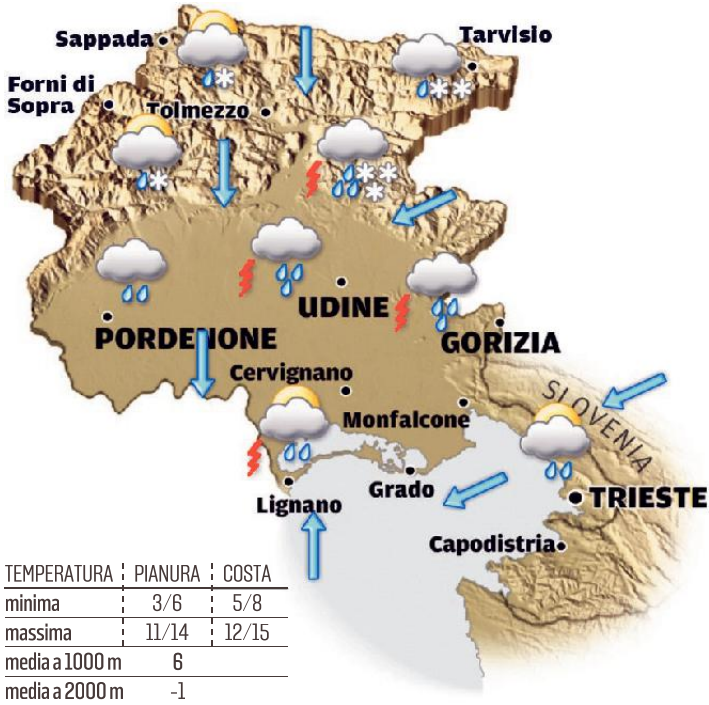 Sappada
Tarvisio
Forni di
Sopra
Tolmezzo
UDINE
PORDENONE
GORIZIA
Cervignano
SLOVENIA
Monfalcone
Grado
Lignano
TRIESTE
Capodistria
TEMPERATURA PIANURA COSTA
minima 3/6 5/8
massima 11/14 12/15
media a 1000 m 6
media a 2000 m -1